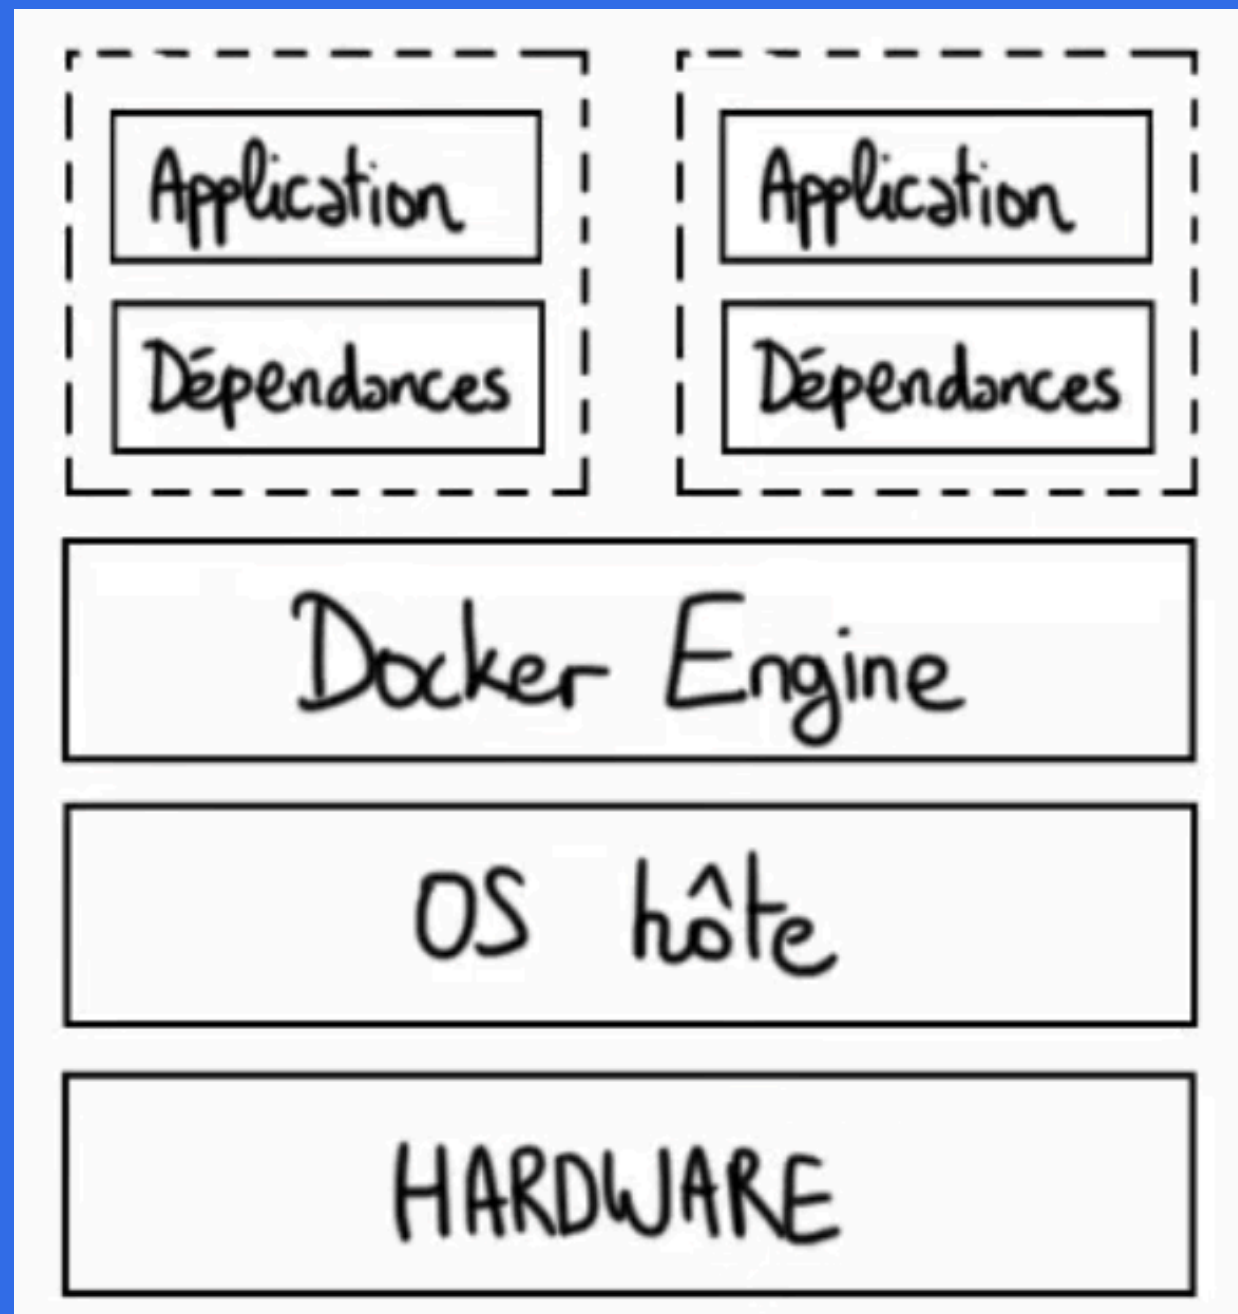 Application
Application
Dépendances
Dépendances
Docker Engine
OS hôte
HARDWARE